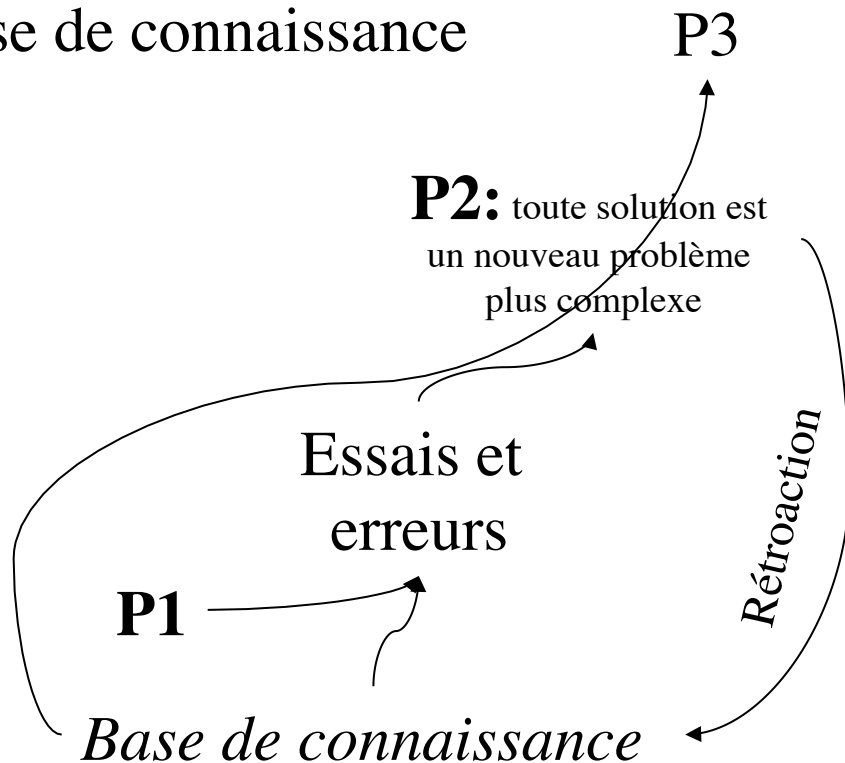 de connaissance
P3
P2: toute solution est
un nouveau problème
plus complexe
Essais et
erreurs
Rétroaction
P1
Base de connaissance